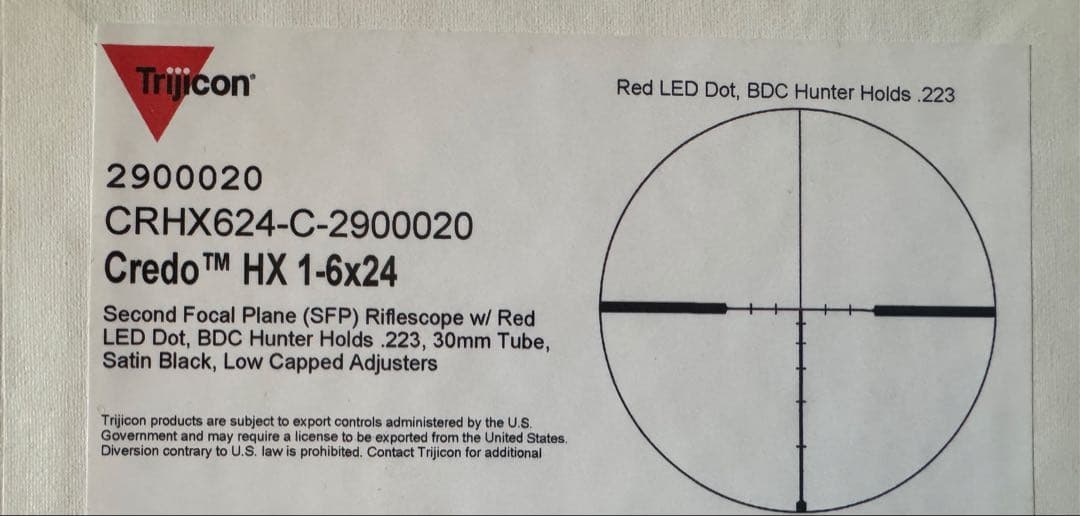 Trijicon®
Red LED Dot, BDC Hunter Holds .223
2900020
CRHX624-C-2900020
Credo™ HX 1-6x24
Second Focal Plane (SFP) Riflescope w/ Red
LED Dot, BDC Hunter Holds .223, 30mm Tube,
Satin Black, Low Capped Adjusters
Trijicon products are subject to export controls administered by the U.S.
Government and may require a license to be exported from the United States.
Diversion contrary to U.S. law is prohibited. Contact Trijicon for additional